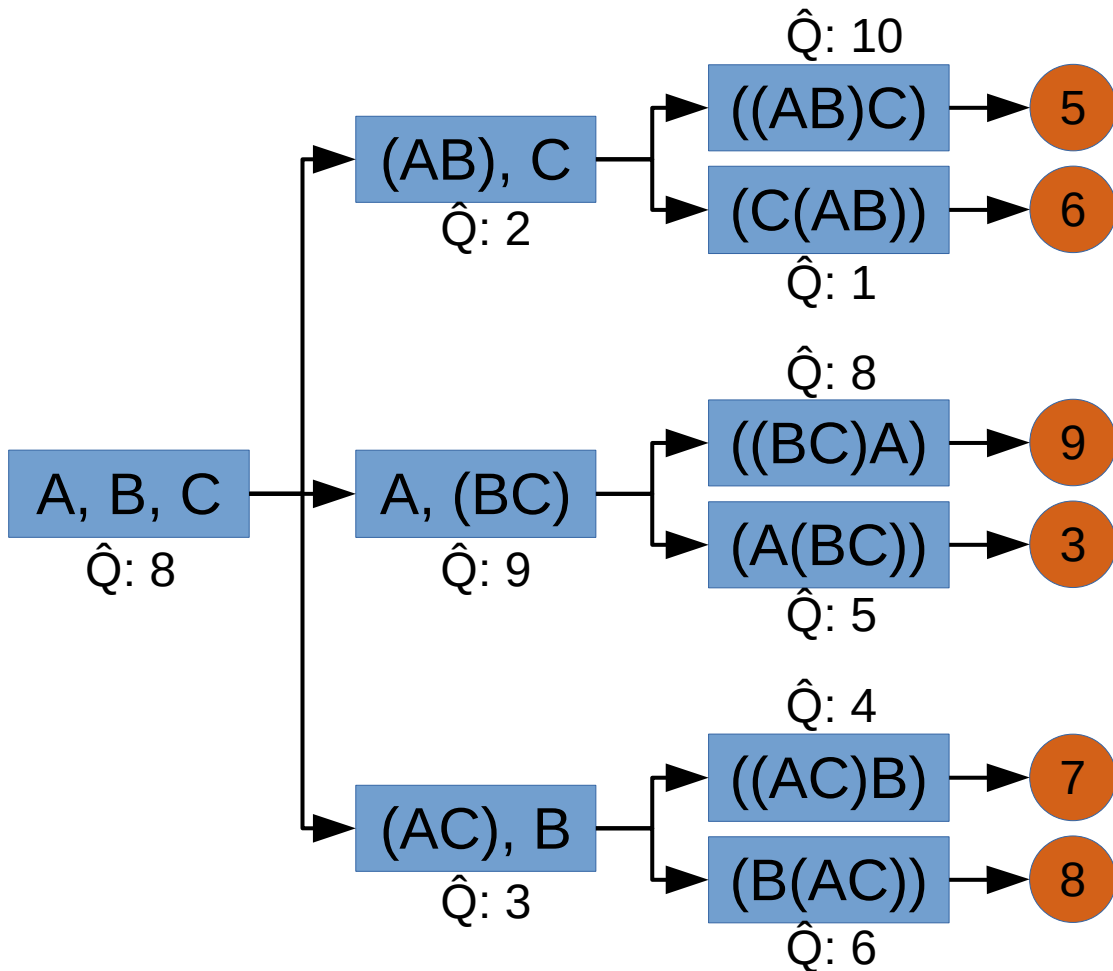 Q̂: 10
((AB)C)
5
(AB), C
Q̂: 2
(C(AB))
6
Q̂: 1
Q̂: 8
((BC)A)
9
A, B, C
Q̂: 8
A, (BC)
Q̂: 9
(A(BC))
3
Q̂: 5
Q̂: 4
((AC)B)
7
(AC), B
Q̂: 3
(B(AC))
8
Q̂: 6